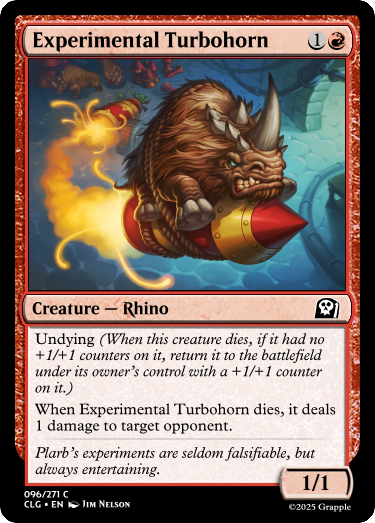 Experimental Turbohorn 1
Creature — Rhino
Undying (When this creature dies, if it had no
+1/+1 counters on it, return it to the battlefield
under its owner's control with a +1/+1 counter
on it.)
When Experimental Turbohorn dies, it deals
1 damage to target opponent.
Plarb's experiments are seldom falsifiable, but
always entertaining.
1/1
096/271 C
CLG • EN Jim Nelson
©2025 Grapple